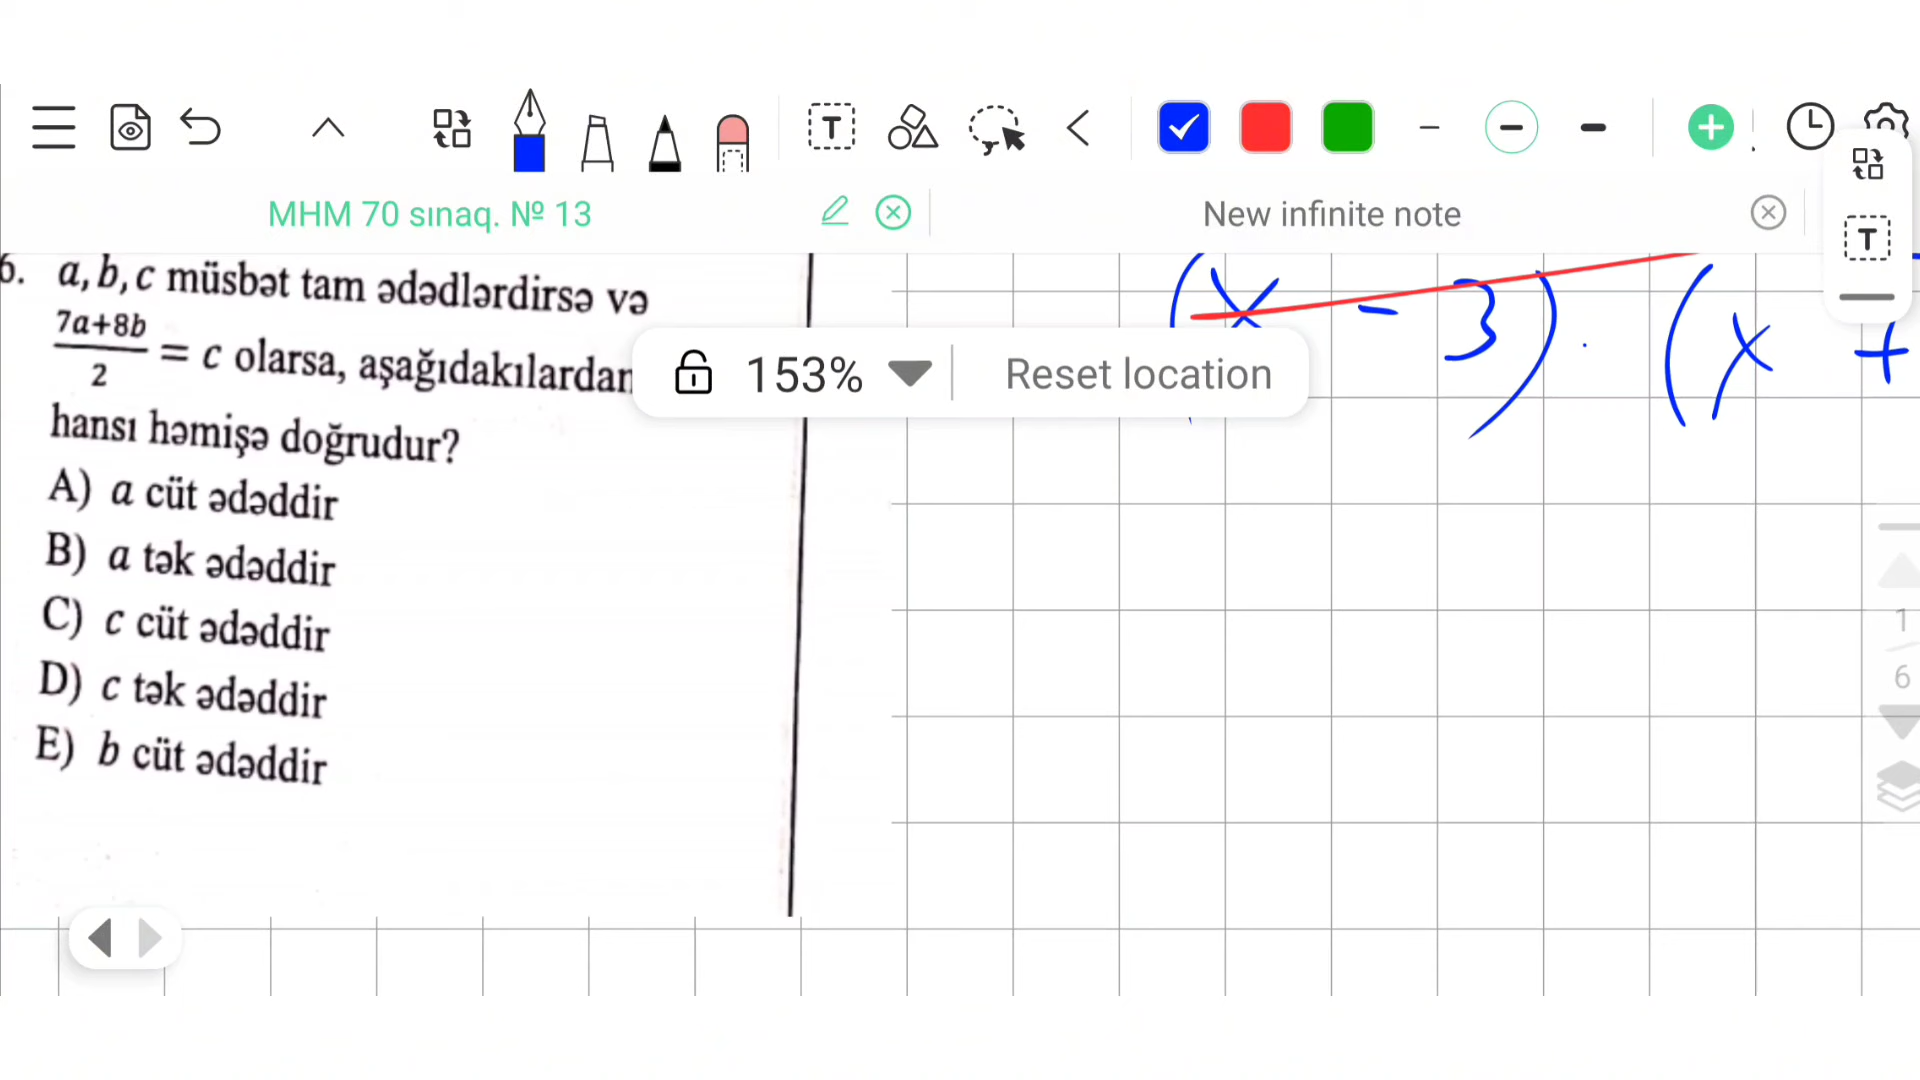 MHM 70 sınaq. № 13
New infinite note
6. a, b, c müsbət tam ədədlərdirsə və
7a+8b
2
= c olarsa, aşağıdakılardan
hansı həmişə doğrudur?
A) a cüt ədəddir
B) a tək ədəddir
C) c cüt ədəddir
D) c tək ədəddir
E) b cüt ədəddir
(x - 3) · (x +
153%
Reset location
T
T
1
6